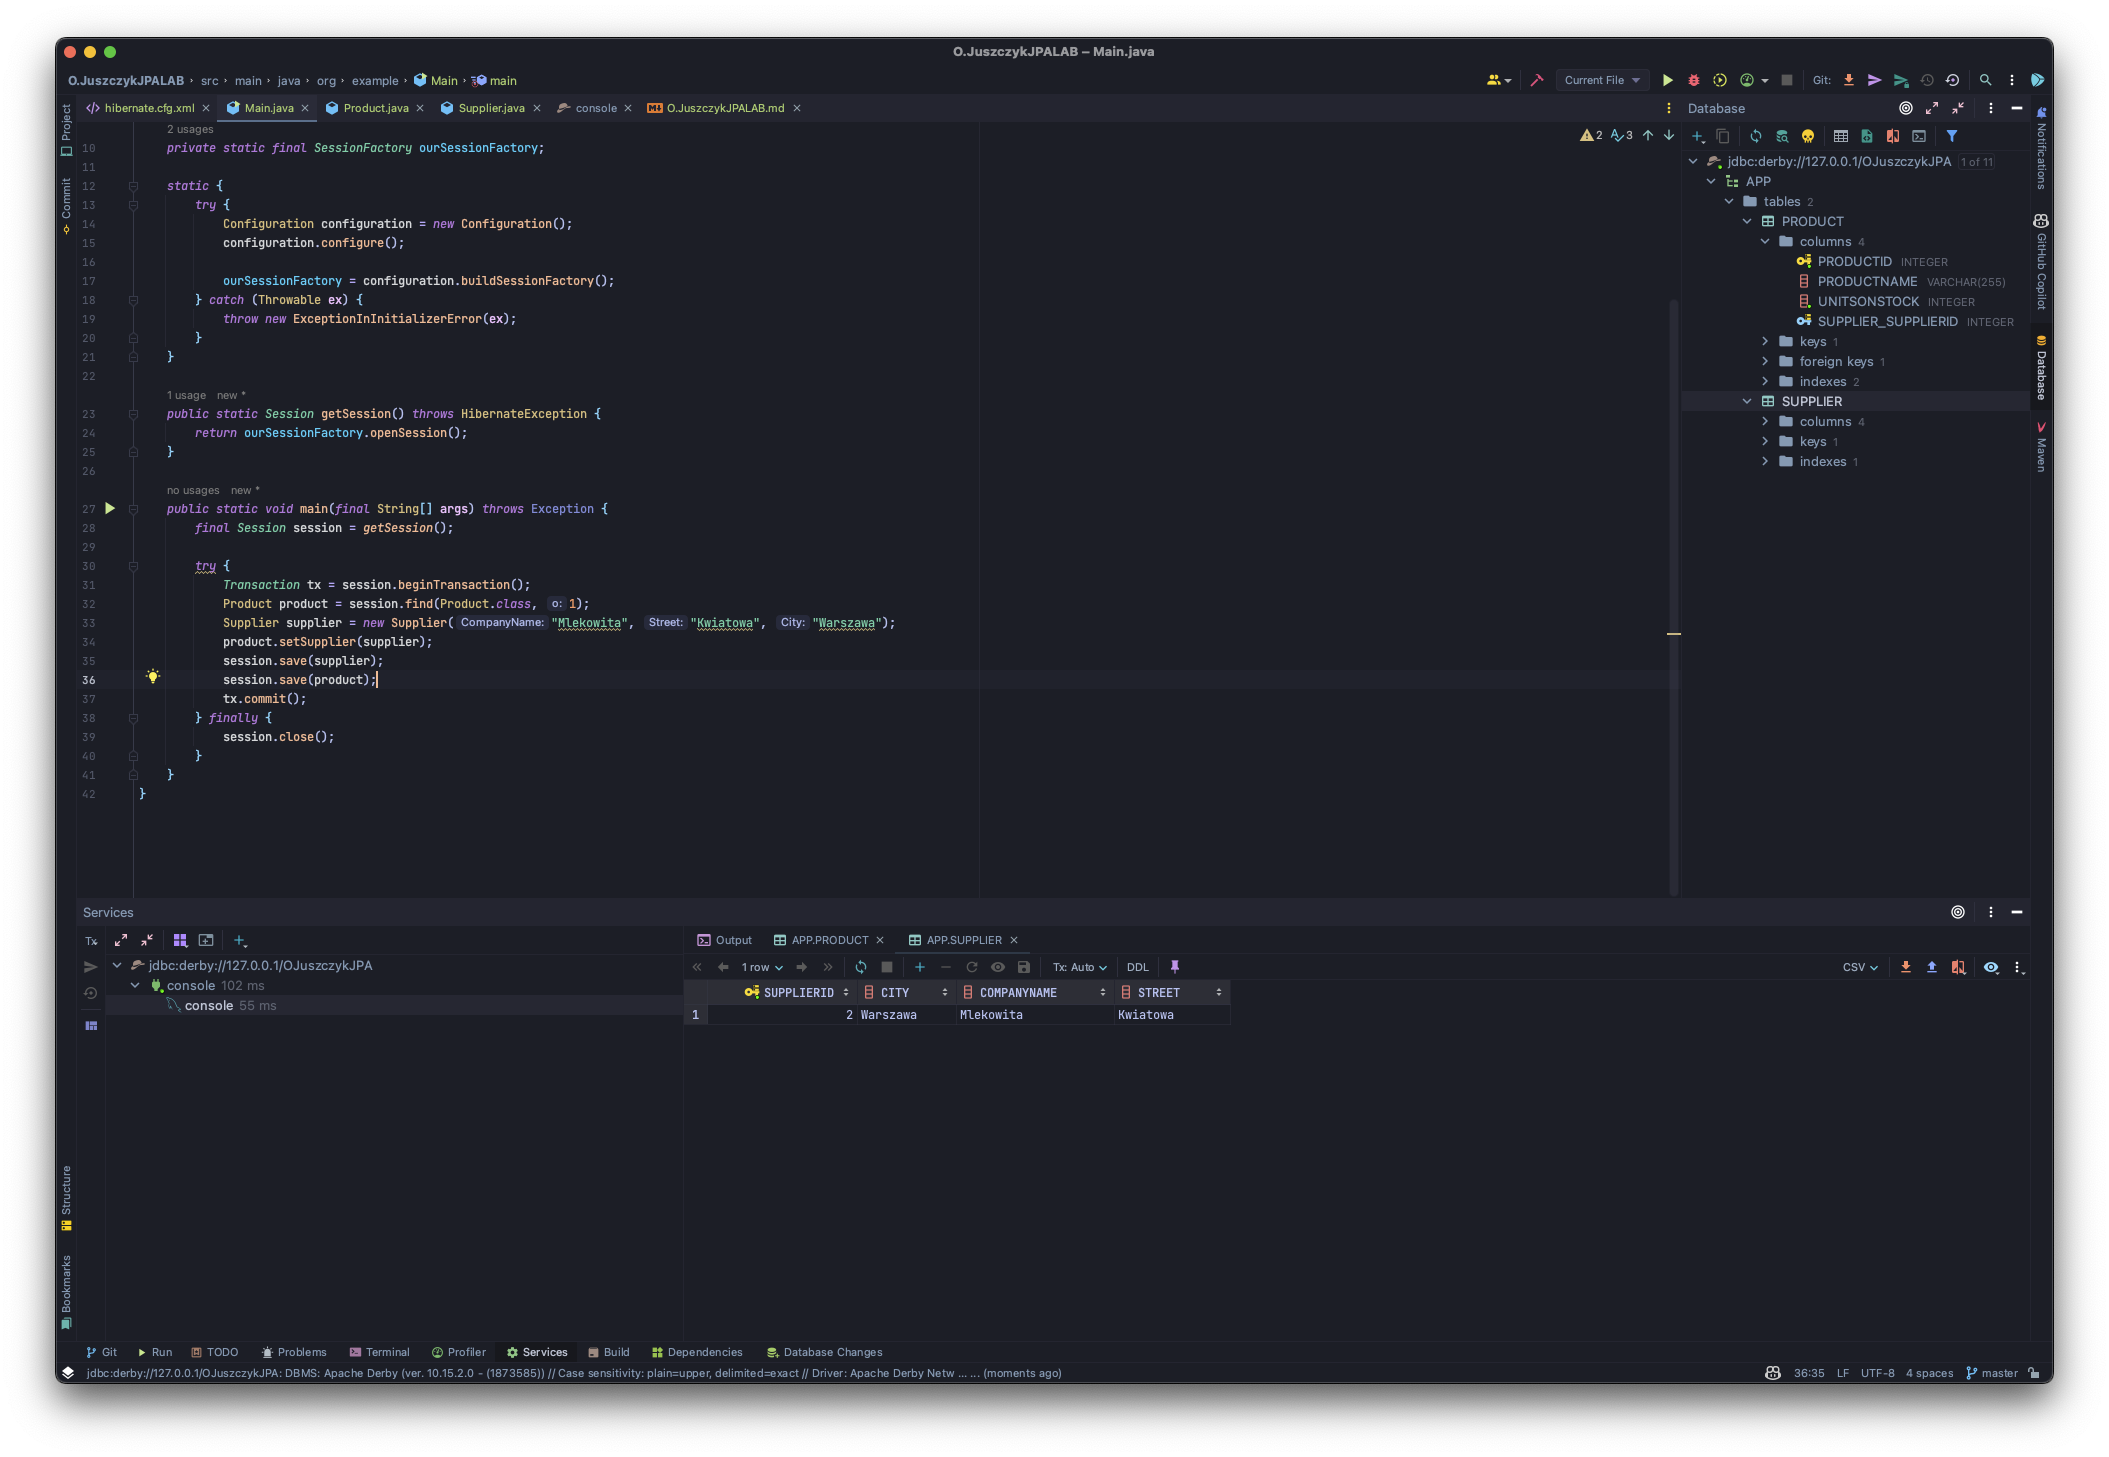 O.JuszczykJPALAB – Main.java
O.JuszczykJPALAB › src › main › java › org › example › Main › main
Current File
Git:
hibernate.cfg.xml
Main.java
Product.java
Supplier.java
console
O.JuszczykJPALAB.md
Project
Commit
Structure
Bookmarks
2 usages
2 3
10 private static final SessionFactory ourSessionFactory;
11
12 static {
13 try {
14 Configuration configuration = new Configuration();
15 configuration.configure();
16
17 ourSessionFactory = configuration.buildSessionFactory();
18 } catch (Throwable ex) {
19 throw new ExceptionInInitializerError(ex);
20 }
21 }
22
1 usage new *
23 public static Session getSession() throws HibernateException {
24 return ourSessionFactory.openSession();
25 }
26
no usages new *
27 public static void main(final String[] args) throws Exception {
28 final Session session = getSession();
29
30 try {
31 Transaction tx = session.beginTransaction();
32 Product product = session.find(Product.class, o: 1);
33 Supplier supplier = new Supplier( CompanyName: "Mlekowita", Street: "Kwiatowa", City: "Warszawa");
34 product.setSupplier(supplier);
35 session.save(supplier);
36 session.save(product);
37 tx.commit();
38 } finally {
39 session.close();
40 }
41 }
42 }
Database
jdbc:derby://127.0.0.1/OJuszczykJPA 1 of 11
APP
tables 2
PRODUCT
columns 4
PRODUCTID INTEGER
PRODUCTNAME VARCHAR(255)
UNITSONSTOCK INTEGER
SUPPLIER_SUPPLIERID INTEGER
keys 1
foreign keys 1
indexes 2
SUPPLIER
columns 4
keys 1
indexes 1
Notifications
GitHub Copilot
Database
Maven
Services
Tx
jdbc:derby://127.0.0.1/OJuszczykJPA
console 102 ms
console 55 ms
Output
APP.PRODUCT
APP.SUPPLIER
1 row
Tx: Auto
DDL
CSV
SUPPLIERID CITY COMPANYNAME STREET
1 2 Warszawa Mlekowita Kwiatowa
Git
Run
TODO
Problems
Terminal
Profiler
Services
Build
Dependencies
Database Changes
jdbc:derby://127.0.0.1/OJuszczykJPA: DBMS: Apache Derby (ver. 10.15.2.0 - (1873585)) // Case sensitivity: plain=upper, delimited=exact // Driver: Apache Derby Netw ... ... (moments ago)
36:35 LF UTF-8 4 spaces master